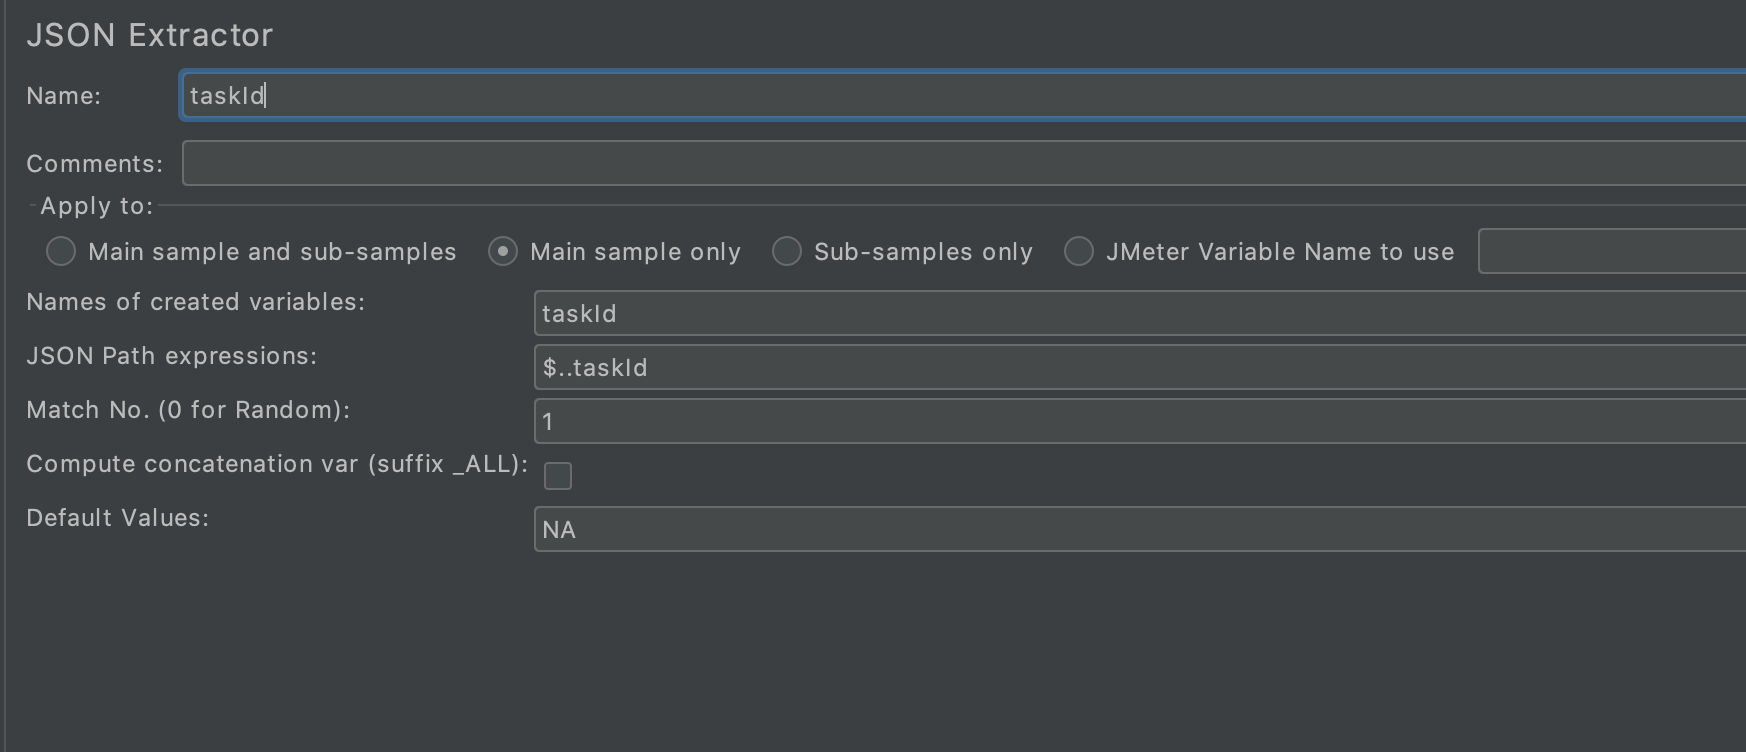 JSON Extractor
Name: taskId
Comments:
Apply to:
Main sample and sub-samples Main sample only Sub-samples only JMeter Variable Name to use
Names of created variables: taskId
JSON Path expressions: $..taskId
Match No. (0 for Random): 1
Compute concatenation var (suffix _ALL):
Default Values: NA